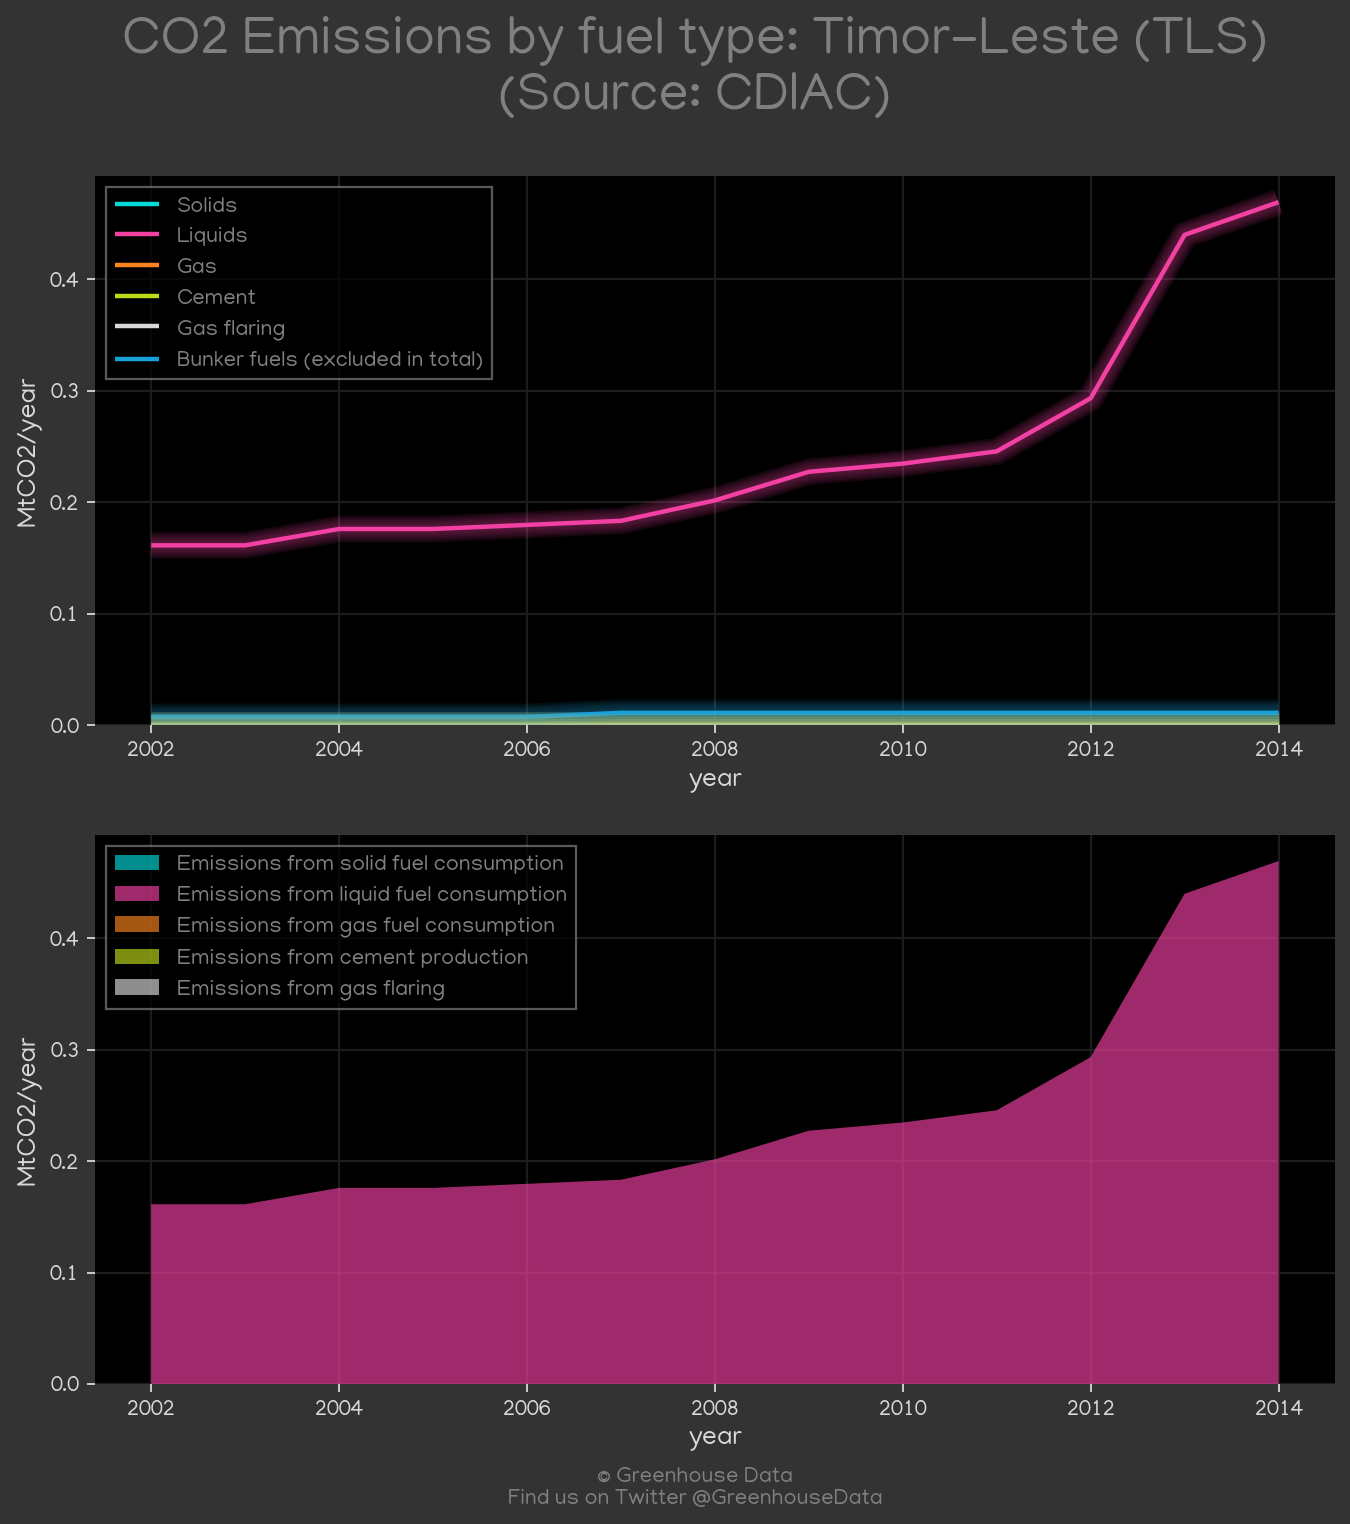 CO2 Emissions by fuel type: Timor-Leste (TLS)
(Source: CDIAC)
Solids
Liquids
Gas
Cement
Gas flaring
Bunker fuels (excluded in total)
MtCO2/year
0.4
0.3
0.2
0.1
0.0
2002 2004 2006 2008 2010 2012 2014
year
Emissions from solid fuel consumption
Emissions from liquid fuel consumption
Emissions from gas fuel consumption
Emissions from cement production
Emissions from gas flaring
MtCO2/year
0.4
0.3
0.2
0.1
0.0
2002 2004 2006 2008 2010 2012 2014
year
© Greenhouse Data
Find us on Twitter @GreenhouseData